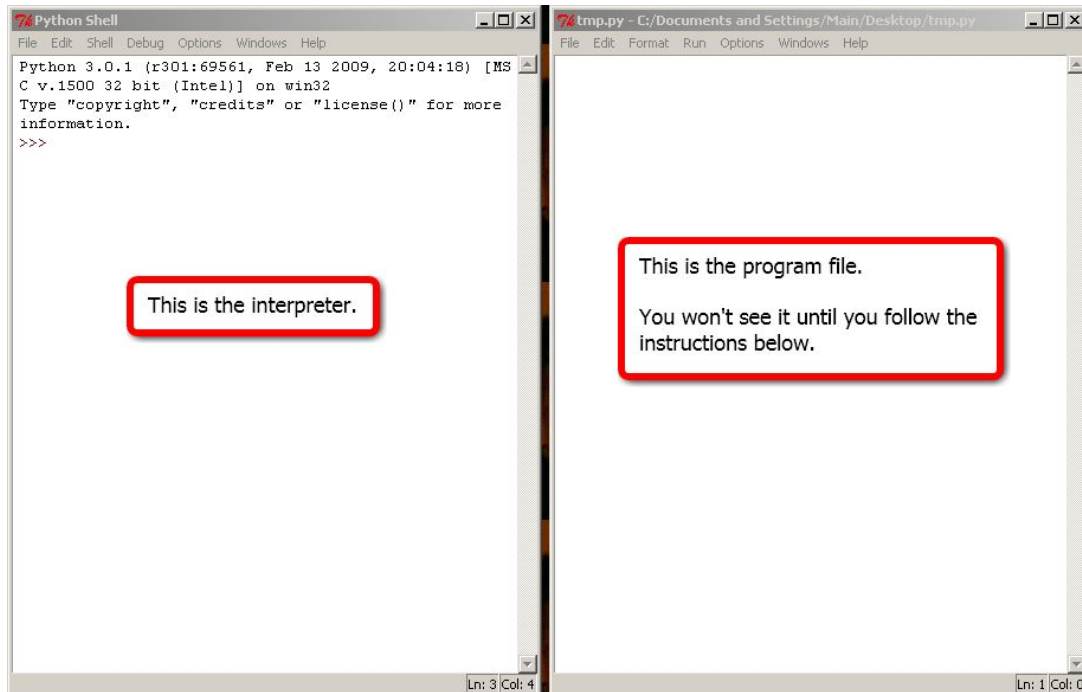 Python Shell
File Edit Shell Debug Options Windows Help
Python 3.0.1 (r301:69561, Feb 13 2009, 20:04:18) [MS
C v.1500 32 bit (Intel)] on win32
Type "copyright", "credits" or "license()" for more
information.
>>>
This is the interpreter.
Ln: 3 Col: 4
tmp.py - C:/Documents and Settings/Main/Desktop/tmp.py
File Edit Format Run Options Windows Help
This is the program file.
You won't see it until you follow the
instructions below.
Ln: 1 Col: 0